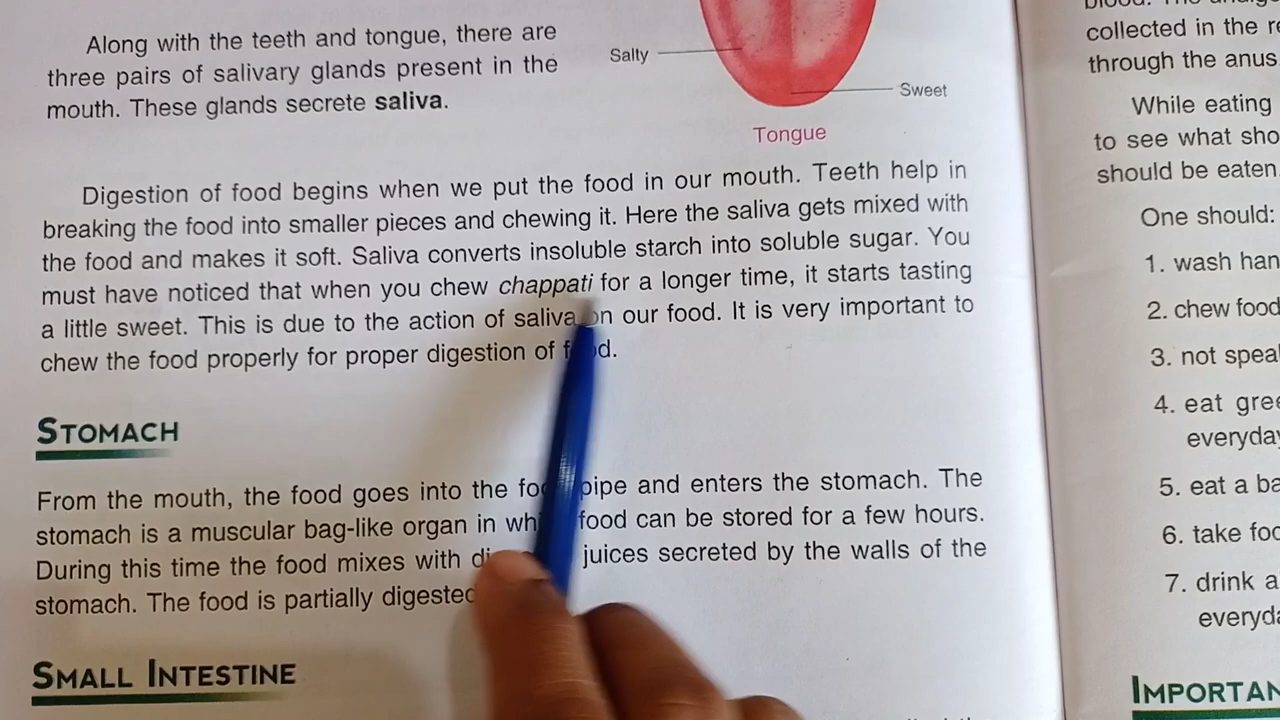 Along with the teeth and tongue, there are
three pairs of salivary glands present in the
mouth. These glands secrete saliva.
Salty
Sweet
Tongue
Digestion of food begins when we put the food in our mouth. Teeth help in
breaking the food into smaller pieces and chewing it. Here the saliva gets mixed with
the food and makes it soft. Saliva converts insoluble starch into soluble sugar. You
must have noticed that when you chew chappati for a longer time, it starts tasting
a little sweet. This is due to the action of saliva on our food. It is very important to
chew the food properly for proper digestion of food.
STOMACH
From the mouth, the food goes into the food pipe and enters the stomach. The
stomach is a muscular bag-like organ in which food can be stored for a few hours.
During this time the food mixes with juices secreted by the walls of the
stomach. The food is partially digested
SMALL INTESTINE
collected in the
through the anus
While eating
to see what
should be eaten.
One should:
1. wash
2. chew food
3. not
4. eat
everyday
5. eat a
6. take
7. drink